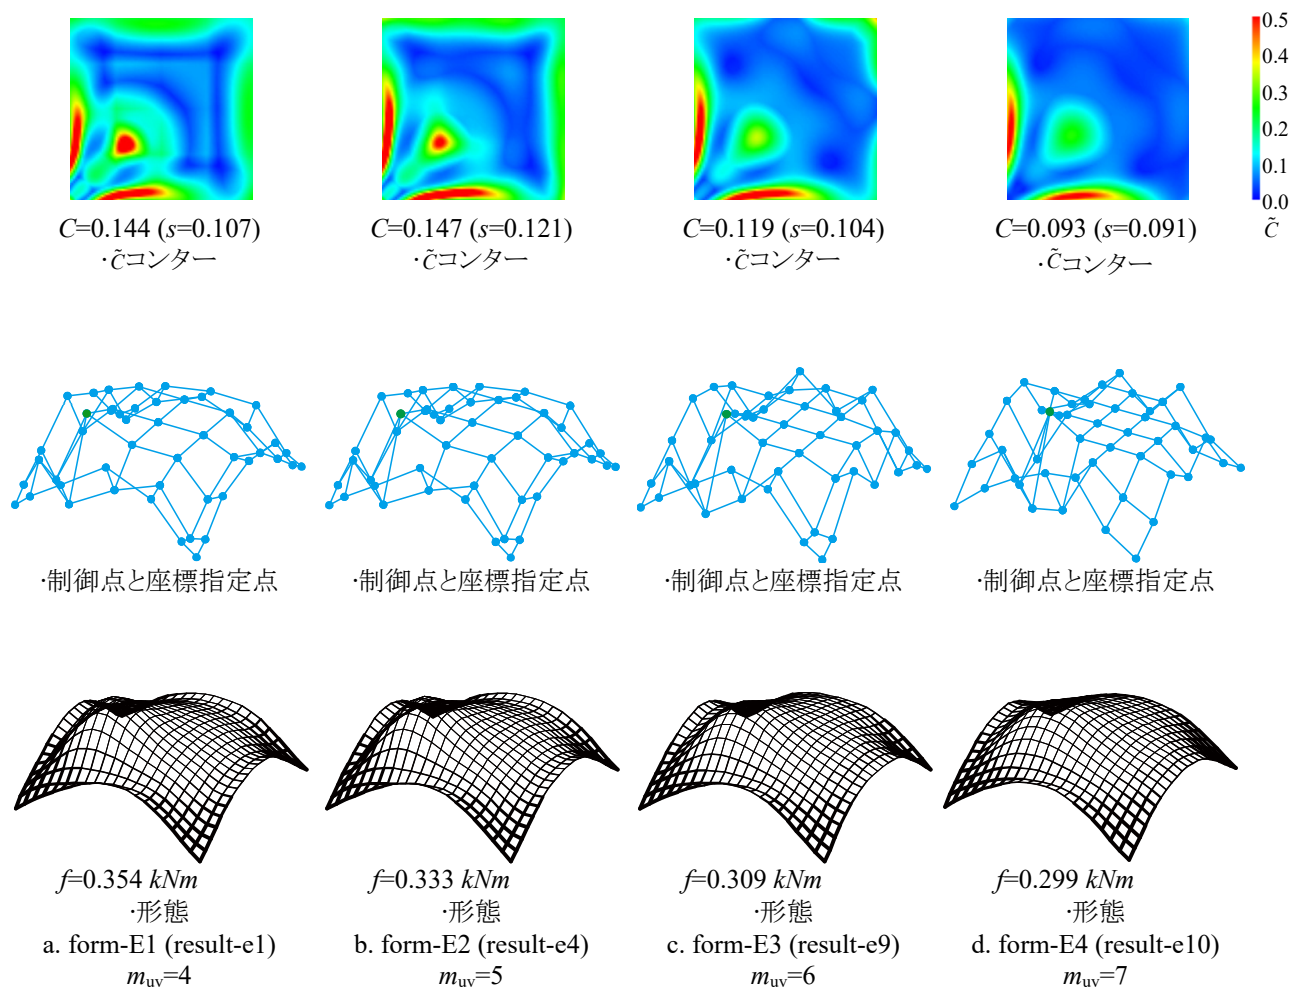 0.5
0.4
0.3
0.2
0.1
0.0
C̃
C=0.144 (s=0.107)
·C̃コンター
C=0.147 (s=0.121)
·C̃コンター
C=0.119 (s=0.104)
·C̃コンター
C=0.093 (s=0.091)
·C̃コンター
·制御点と座標指定点
·制御点と座標指定点
·制御点と座標指定点
·制御点と座標指定点
f=0.354 kNm
·形態
a. form-E1 (result-e1)
m_uv=4
f=0.333 kNm
·形態
b. form-E2 (result-e4)
m_uv=5
f=0.309 kNm
·形態
c. form-E3 (result-e9)
m_uv=6
f=0.299 kNm
·形態
d. form-E4 (result-e10)
m_uv=7